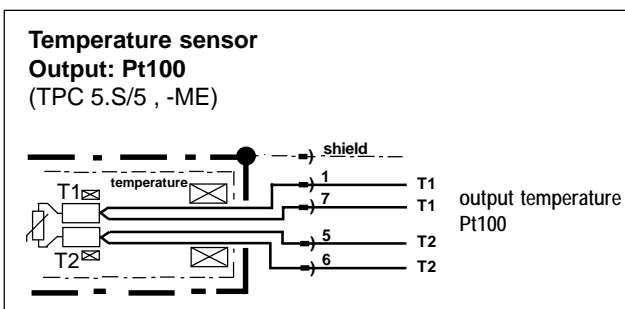 Temperature sensor
Output: Pt100
(TPC 5.S/5 , -ME)
shield
temperature
T1
1 T1
7 T1
output temperature
Pt100
5 T2
T2
6 T2